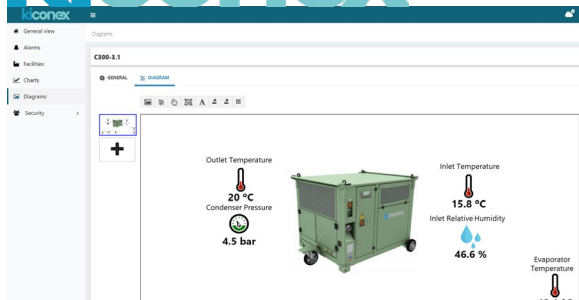 kiconex
General view
Alarms
Facilities
Charts
Diagrams
Security
Diagrams
C300-3.1
GENERAL
DIAGRAM
A
Outlet Temperature
20 ºC
Condenser Pressure
4.5 bar
Inlet Temperature
15.8 ºC
Inlet Relative Humidity
46.6 %
Evaporator
Temperature